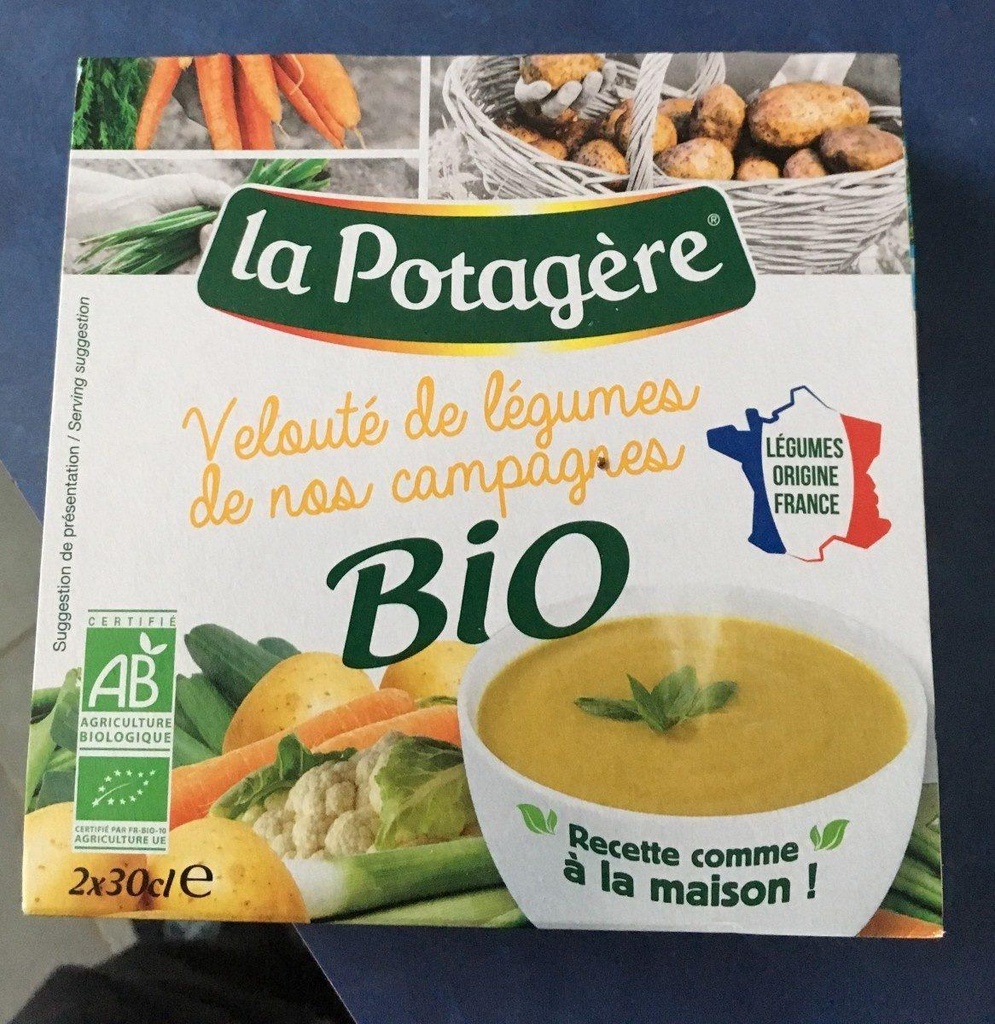 la Potagère®
Velouté de légumes
de nos campagnes
BiO
LÉGUMES
ORIGINE
FRANCE
Suggestion de présentation / Serving suggestion
CERTIFIÉ
AB
AGRICULTURE
BIOLOGIQUE
CERTIFIÉ PAR FR-BIO-10
AGRICULTURE UE
2x30cl e
Recette comme
à la maison !